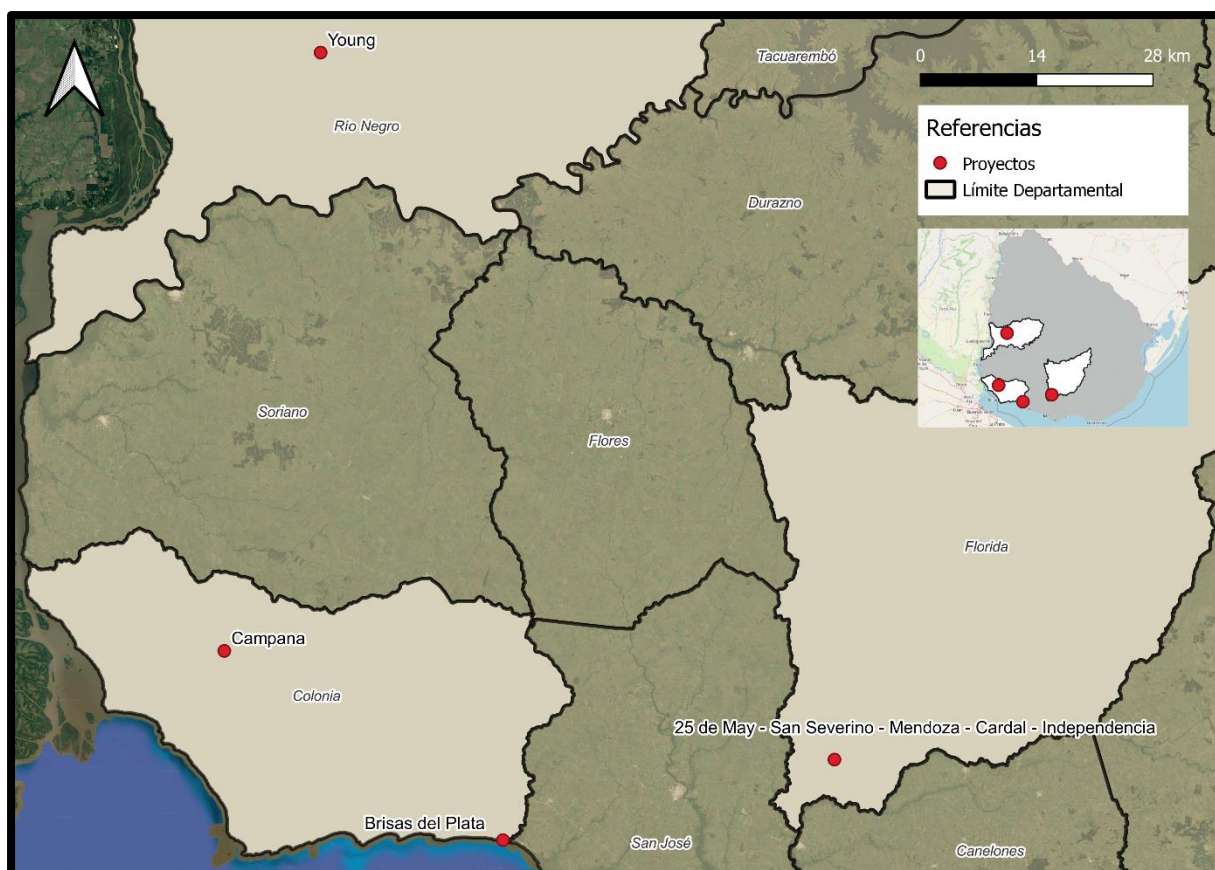 Young
Tacuarembó
0 14 28 km
Río Negro
Referencias
Proyectos
Límite Departamental
Durazno
Soriano
Flores
Florida
Campana
Colonia
25 de May - San Severino - Mendoza - Cardal - Independencia
Brisas del Plata
San José
Canelones